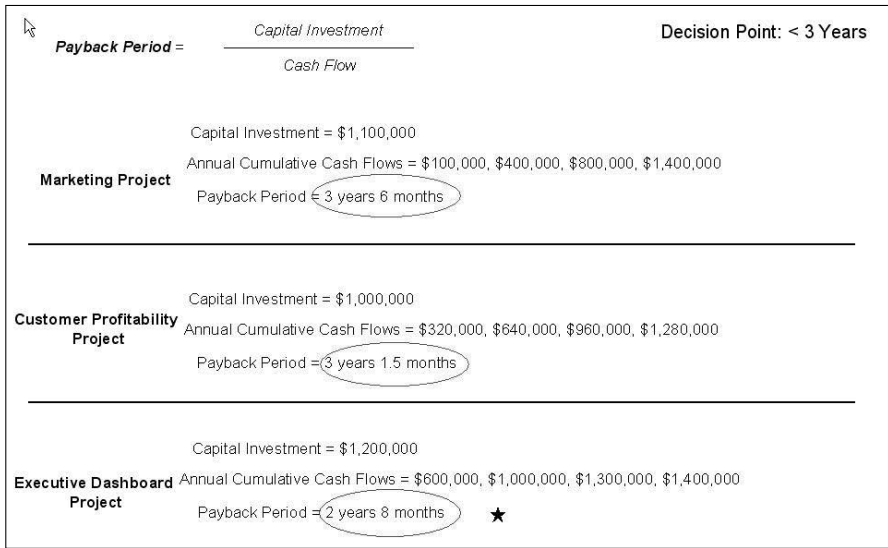 Payback Period =
Capital Investment
Cash Flow
Decision Point: < 3 Years
Marketing Project
Capital Investment = $1,100,000
Annual Cumulative Cash Flows = $100,000, $400,000, $800,000, $1,400,000
Payback Period = 3 years 6 months
Customer Profitability
Project
Capital Investment = $1,000,000
Annual Cumulative Cash Flows = $320,000, $640,000, $960,000, $1,280,000
Payback Period = 3 years 1.5 months
Executive Dashboard
Project
Capital Investment = $1,200,000
Annual Cumulative Cash Flows = $600,000, $1,000,000, $1,300,000, $1,400,000
Payback Period = 2 years 8 months